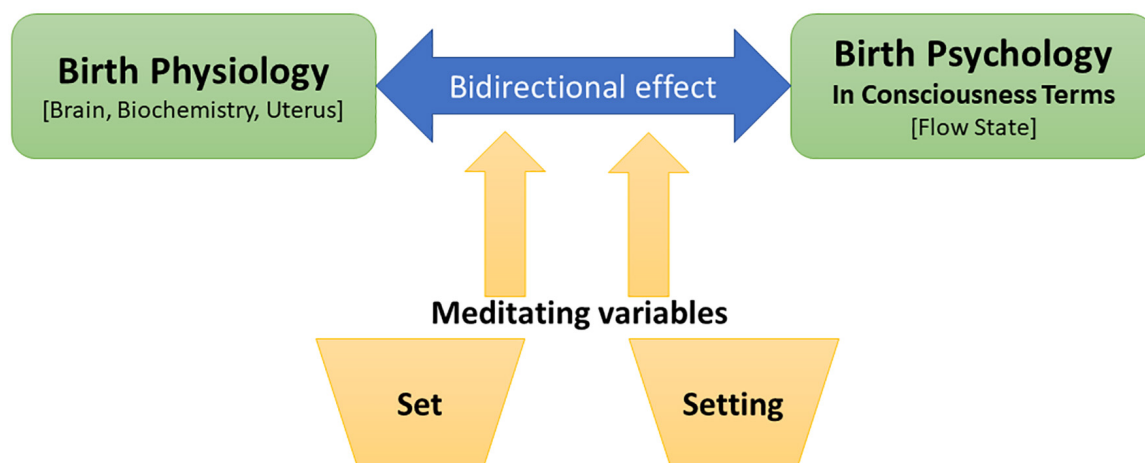 Birth Physiology
[Brain, Biochemistry, Uterus]
Bidirectional effect
Birth Psychology
In Consciousness Terms
[Flow State]
Meditating variables
Set
Setting